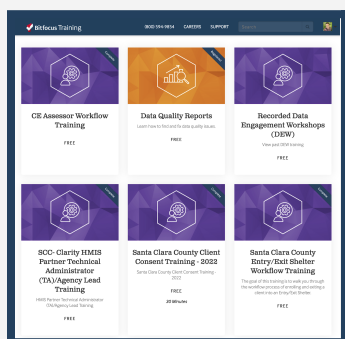 Bitfocus Training
(800) 594-9854 CAREERS SUPPORT
CE Assessor Workflow
Training
FREE
Data Quality Reports
Learn how to find and fix data quality issues.
FREE
Recorded Data
Engagement Workshops
(DEW)
View past DEW training
FREE
SCC- Clarity HMIS
Partner Technical
Administrator
(TA)/Agency Lead
Training
HMIS Partner Technical Administrator
(TA)/Agency Lead Training
FREE
Santa Clara County Client
Consent Training - 2022
Santa Clara County Client Consent Training -
2022
FREE
20 Minutes
Santa Clara County
Entry/Exit Shelter
Workflow Training
The goal of this training is to walk you through
the workflow process of enrolling and exiting a
client into an Entry/Exit Shelter.
FREE